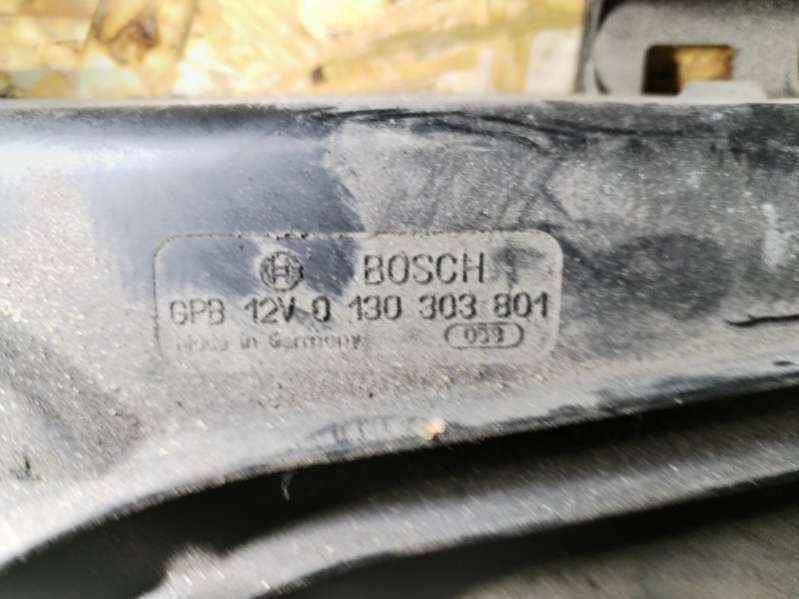 BOSCH
GPB 12V 0 130 303 801
Made in Germany
059